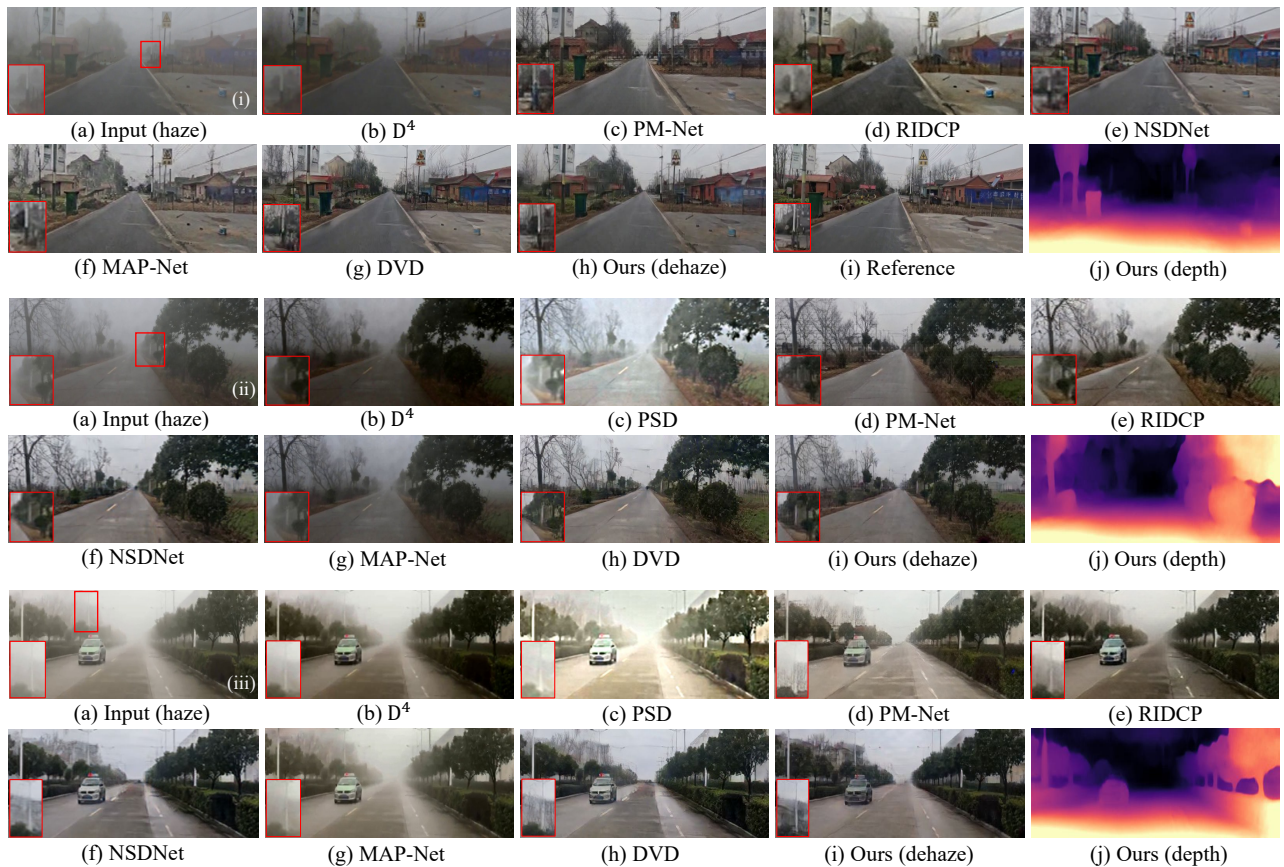 (i)
(a) Input (haze) (b) D⁴ (c) PM-Net (d) RIDCP (e) NSDNet
(f) MAP-Net (g) DVD (h) Ours (dehaze) (i) Reference (j) Ours (depth)
(ii)
(a) Input (haze) (b) D⁴ (c) PSD (d) PM-Net (e) RIDCP
(f) NSDNet (g) MAP-Net (h) DVD (i) Ours (dehaze) (j) Ours (depth)
(iii)
(a) Input (haze) (b) D⁴ (c) PSD (d) PM-Net (e) RIDCP
(f) NSDNet (g) MAP-Net (h) DVD (i) Ours (dehaze) (j) Ours (depth)